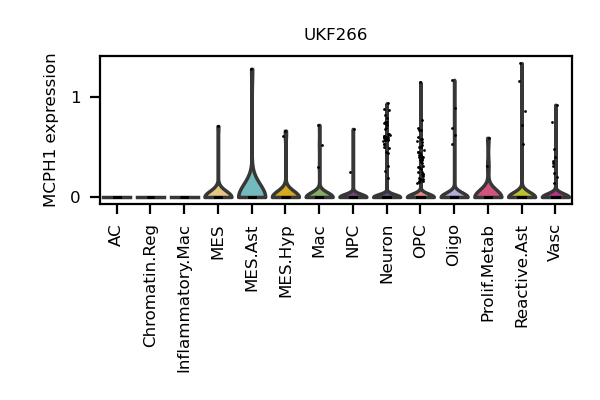 UKF266
MCPH1 expression
1
0
AC
Chromatin.Reg
Inflammatory.Mac
MES
MES.Ast
MES.Hyp
Mac
NPC
Neuron
OPC
Oligo
Prolif.Metab
Reactive.Ast
Vasc